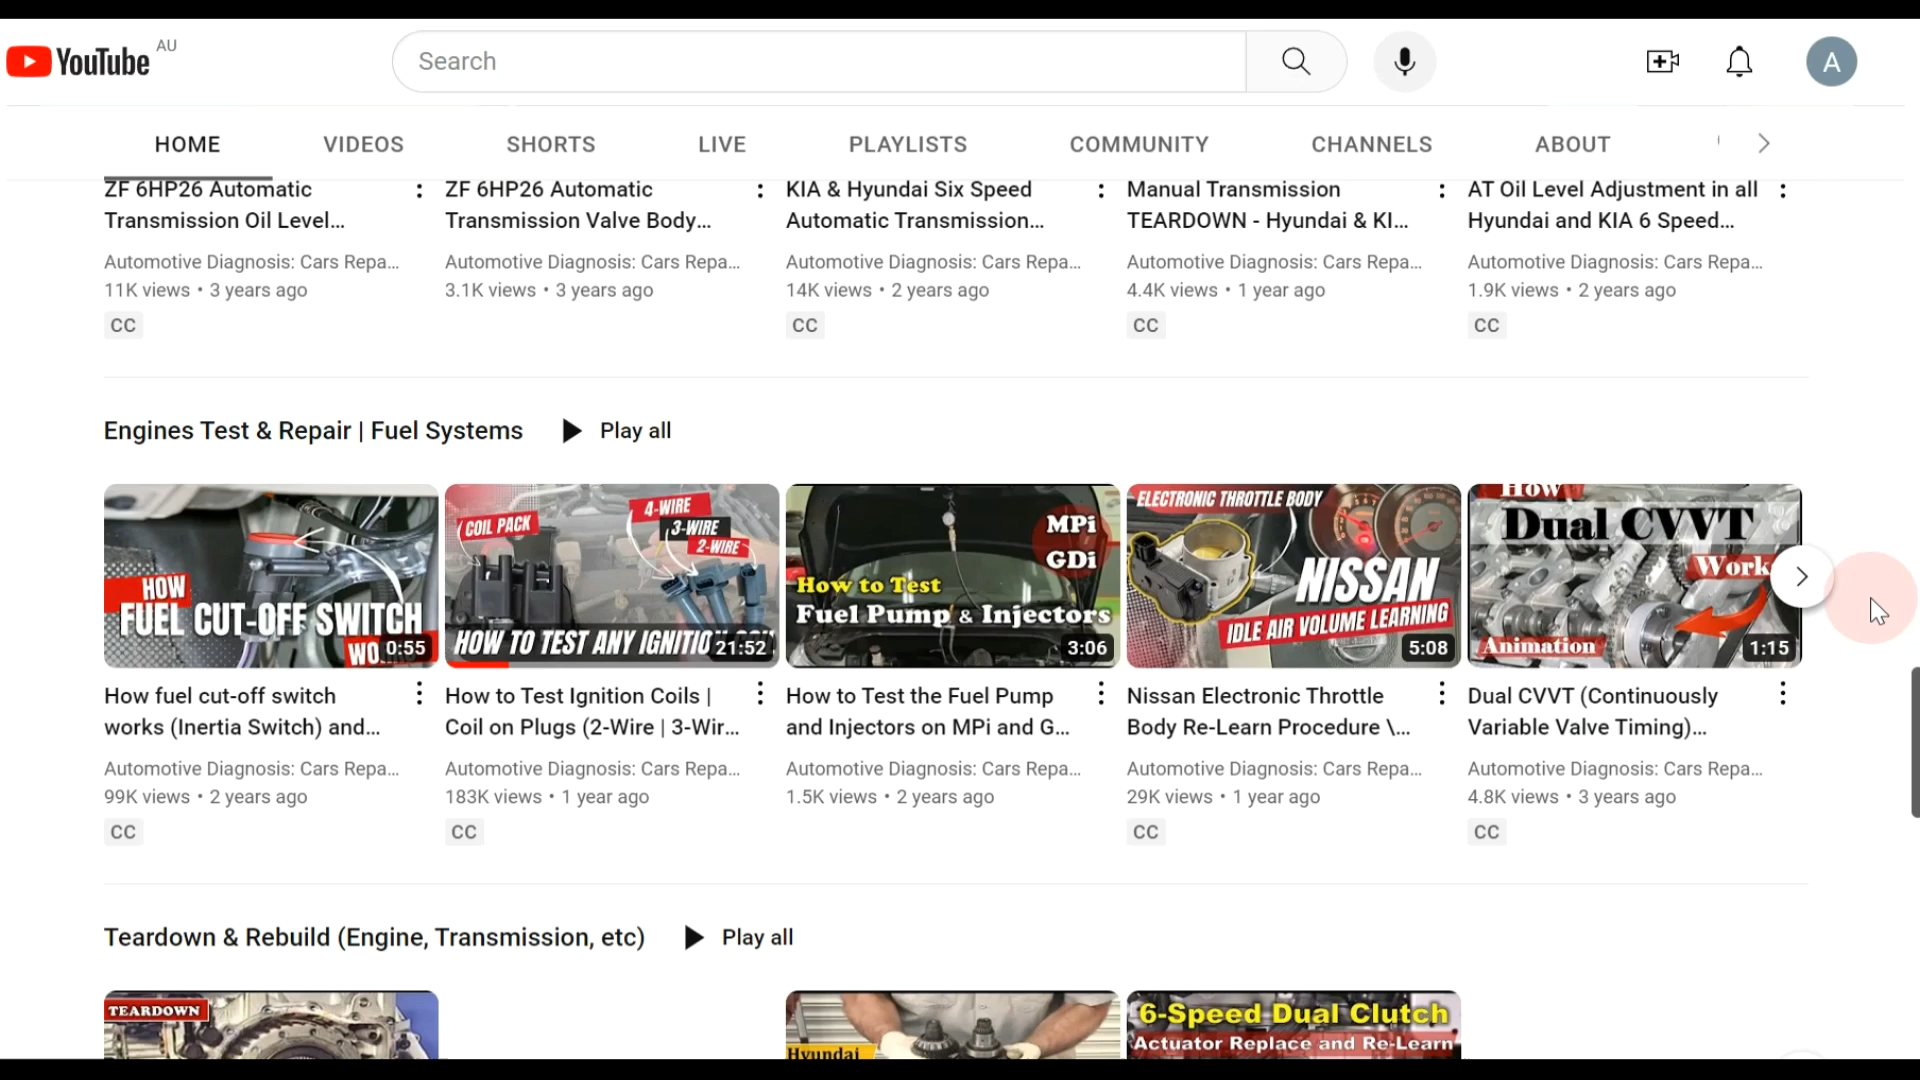 YouTube AU
Search
A
HOME VIDEOS SHORTS LIVE PLAYLISTS COMMUNITY CHANNELS ABOUT
ZF 6HP26 Automatic
Transmission Oil Level...
Automotive Diagnosis: Cars Repa...
11K views • 3 years ago
CC
ZF 6HP26 Automatic
Transmission Valve Body...
Automotive Diagnosis: Cars Repa...
3.1K views • 3 years ago
KIA & Hyundai Six Speed
Automatic Transmission...
Automotive Diagnosis: Cars Repa...
14K views • 2 years ago
CC
Manual Transmission
TEARDOWN - Hyundai & KI...
Automotive Diagnosis: Cars Repa...
4.4K views • 1 year ago
CC
AT Oil Level Adjustment in all
Hyundai and KIA 6 Speed...
Automotive Diagnosis: Cars Repa...
1.9K views • 2 years ago
CC
Engines Test & Repair | Fuel Systems Play all
HOW
FUEL CUT-OFF SWITCH
WO
0:55
How fuel cut-off switch
works (Inertia Switch) and...
Automotive Diagnosis: Cars Repa...
99K views • 2 years ago
CC
COIL PACK
4-WIRE
3-WIRE
2-WIRE
HOW TO TEST ANY IGNITIO
21:52
How to Test Ignition Coils |
Coil on Plugs (2-Wire | 3-Wir...
Automotive Diagnosis: Cars Repa...
183K views • 1 year ago
CC
MPi
GDi
How to Test
Fuel Pump & Injectors
3:06
How to Test the Fuel Pump
and Injectors on MPi and G...
Automotive Diagnosis: Cars Repa...
1.5K views • 2 years ago
ELECTRONIC THROTTLE BODY
NISSAN
IDLE AIR VOLUME LEARNING
5:08
Nissan Electronic Throttle
Body Re-Learn Procedure \...
Automotive Diagnosis: Cars Repa...
29K views • 1 year ago
CC
How
Dual CVVT
Work
Animation
1:15
Dual CVVT (Continuously
Variable Valve Timing)...
Automotive Diagnosis: Cars Repa...
4.8K views • 3 years ago
CC
Teardown & Rebuild (Engine, Transmission, etc) Play all
TEARDOWN
Hyundai
6-Speed Dual Clutch
Actuator Replace and Re-Learn